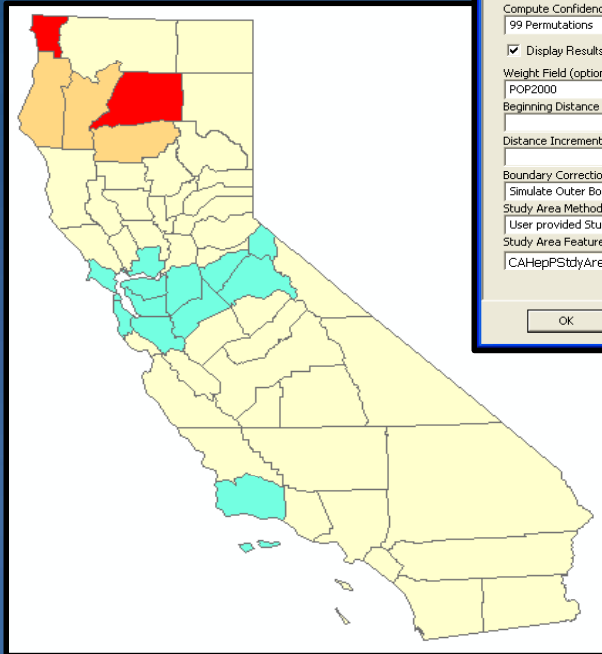 Compute Confidenc
99 Permutations
Display Results
Weight Field (option
POP2000
Beginning Distance
Distance Increment
Boundary Correctio
Simulate Outer Bo
Study Area Method
User provided Stu
Study Area Feature
CAHepPStdyAre
OK